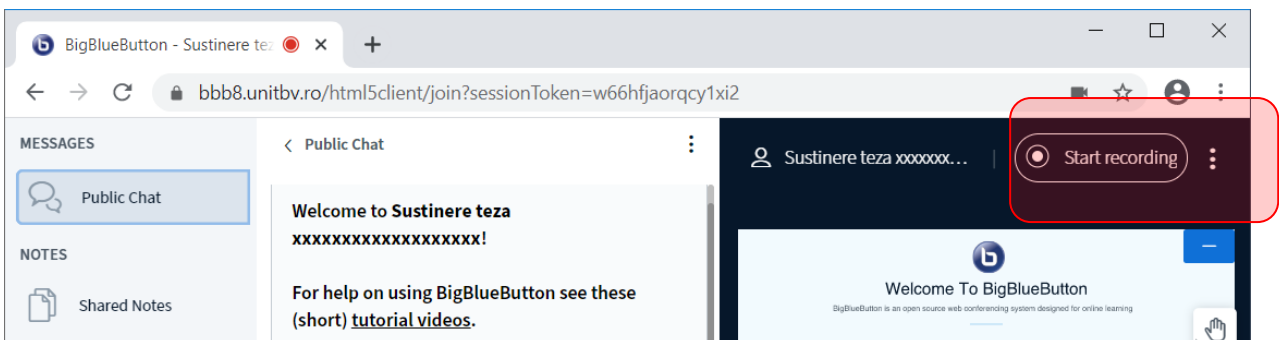 BigBlueButton - Sustinere tez
bbb8.unitbv.ro/html5client/join?sessionToken=w66hfjaorqcy1xi2
MESSAGES
Public Chat
NOTES
Shared Notes
Public Chat
Welcome to Sustinere teza
xxxxxxxxxxxxxxxxxxx!
For help on using BigBlueButton see these
(short) tutorial videos.
Sustinere teza xxxxxxx...
Start recording
Welcome To BigBlueButton
BigBlueButton is an open source web conferencing system designed for online learning